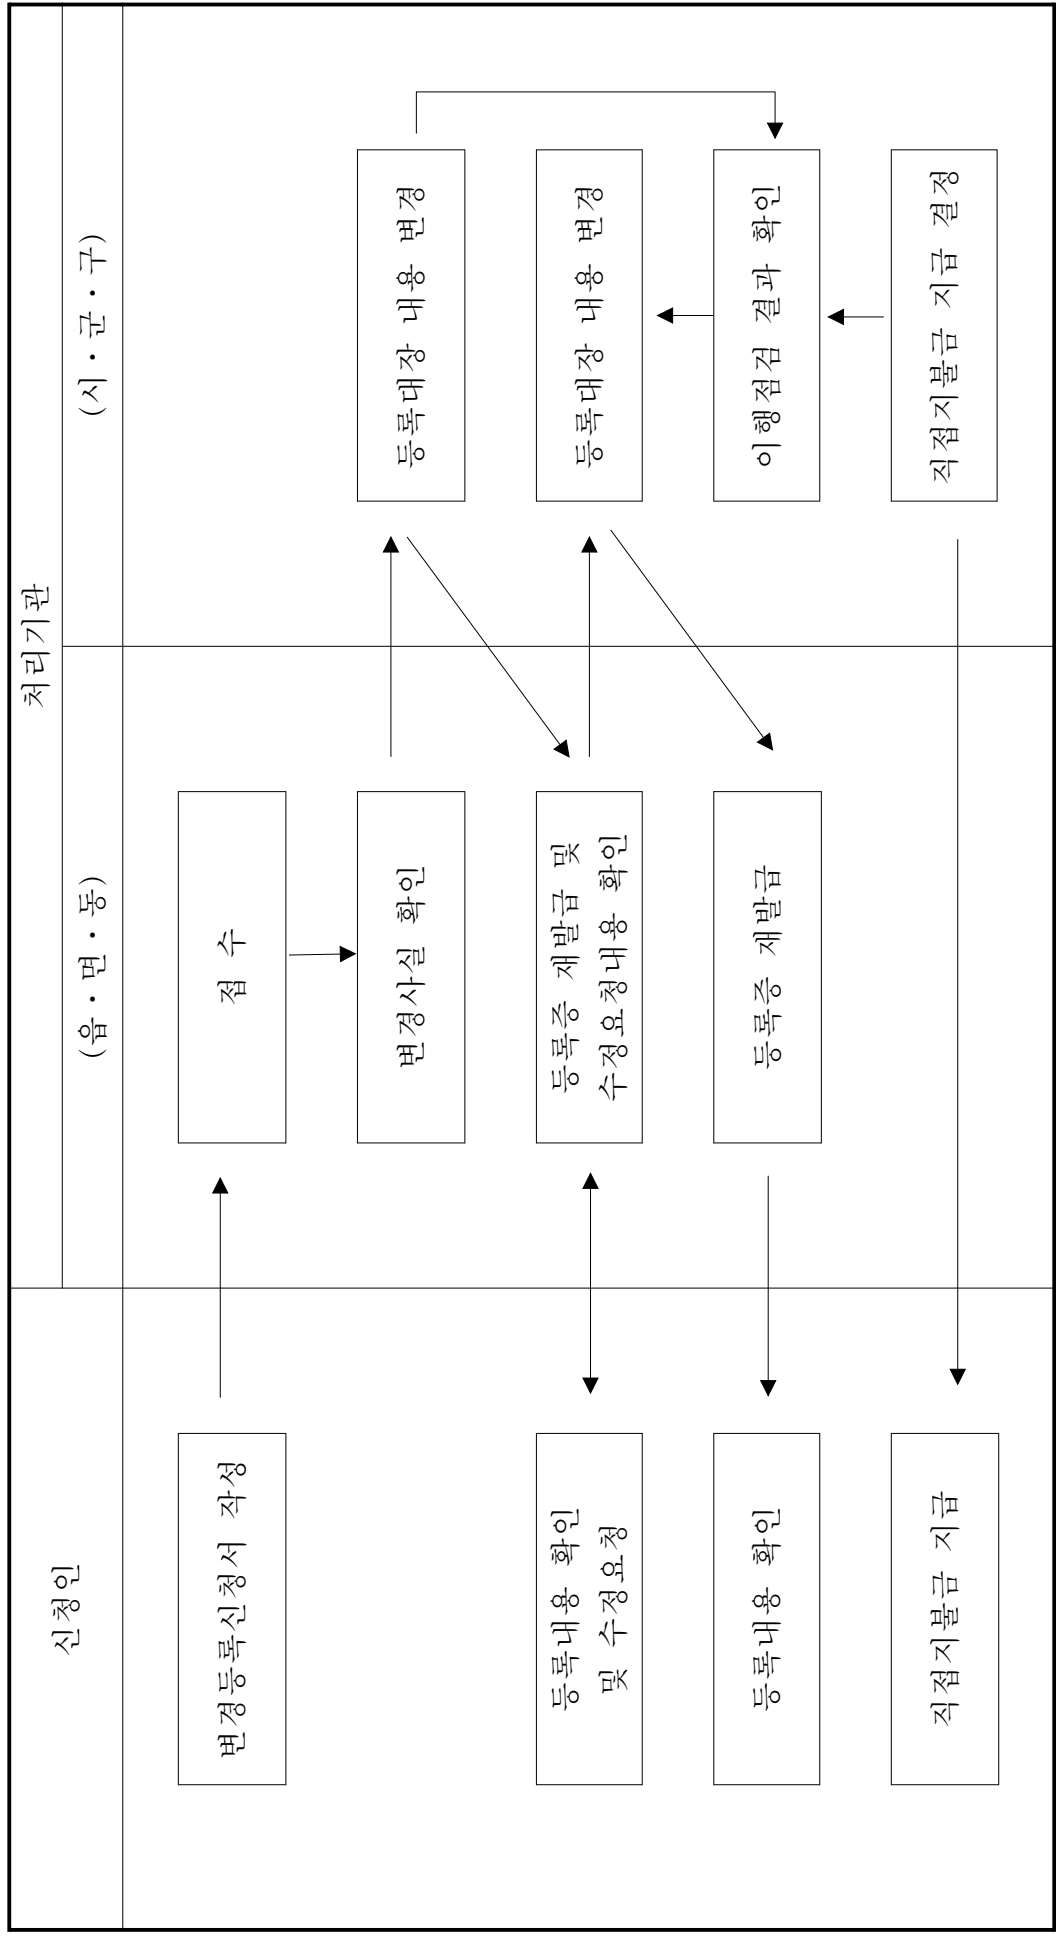 신청인
처리기관
(읍·면·동)
(시·군·구)
변경등록신청서 작성
접 수
변경사실 확인
등록대장 내용 변경
등록내용 확인
및 수정요청
등록증 재발급 및
수정요청내용 확인
등록대장 내용 변경
등록내용 확인
등록증 재발급
이행점검 결과 확인
직접지불금 지급
직접지불금 지급 결정